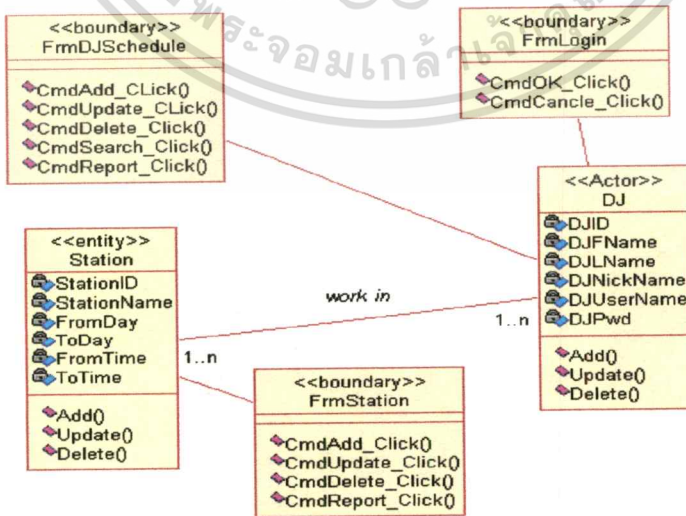 <<boundary>>
FrmDJSchedule
CmdAdd_CLick()
CmdUpdate_CLick()
CmdDelete_Click()
CmdSearch_Click()
CmdReport_Click()
<<boundary>>
FrmLogin
CmdOK_Click()
CmdCancle_Click()
<<Actor>>
DJ
DJID
DJFName
DJLName
DJNickName
DJUserName
DJPwd
Add()
Update()
Delete()
<<entity>>
Station
StationID
StationName
FromDay
ToDay
FromTime
ToTime
Add()
Update()
Delete()
work in
1..n
1..n
<<boundary>>
FrmStation
CmdAdd_Click()
CmdUpdate_Click()
CmdDelete_Click()
CmdReport_Click()